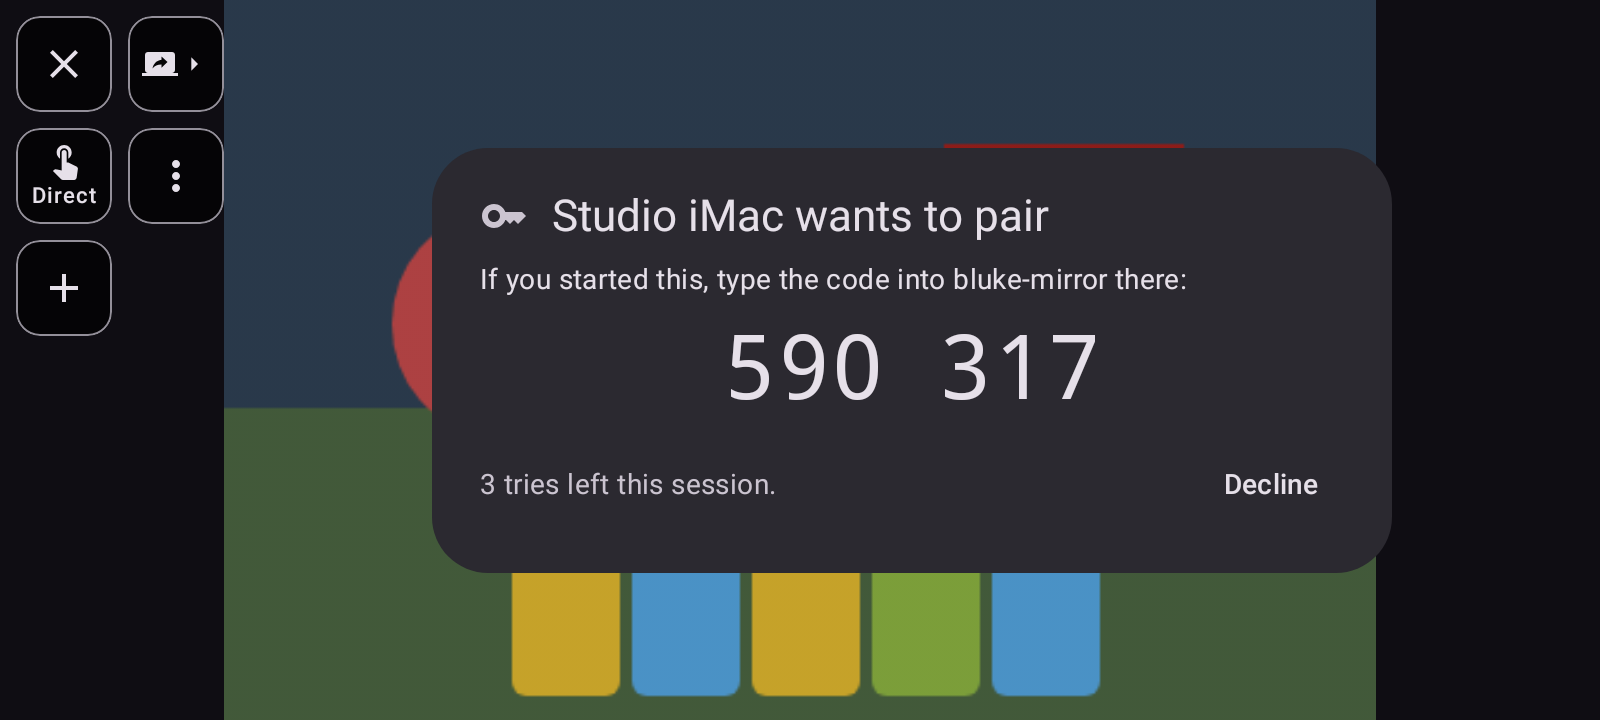 Direct
Studio iMac wants to pair
If you started this, type the code into bluke-mirror there:
590 317
3 tries left this session.
Decline